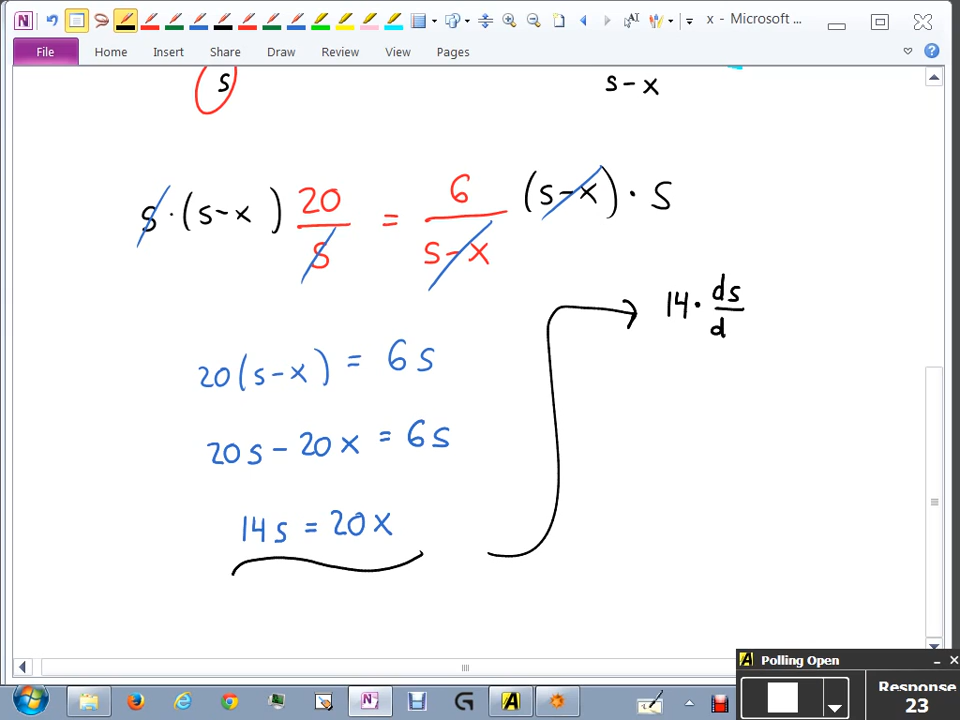 x - Microsoft ...
File Home Insert Share Draw Review View Pages
s
s - x
s · (s-x) 20/s = 6/(s-x) (s-x) · s
14 · ds/d
20(s-x) = 6s
20s - 20x = 6s
14s = 20x
Polling Open
Response
23